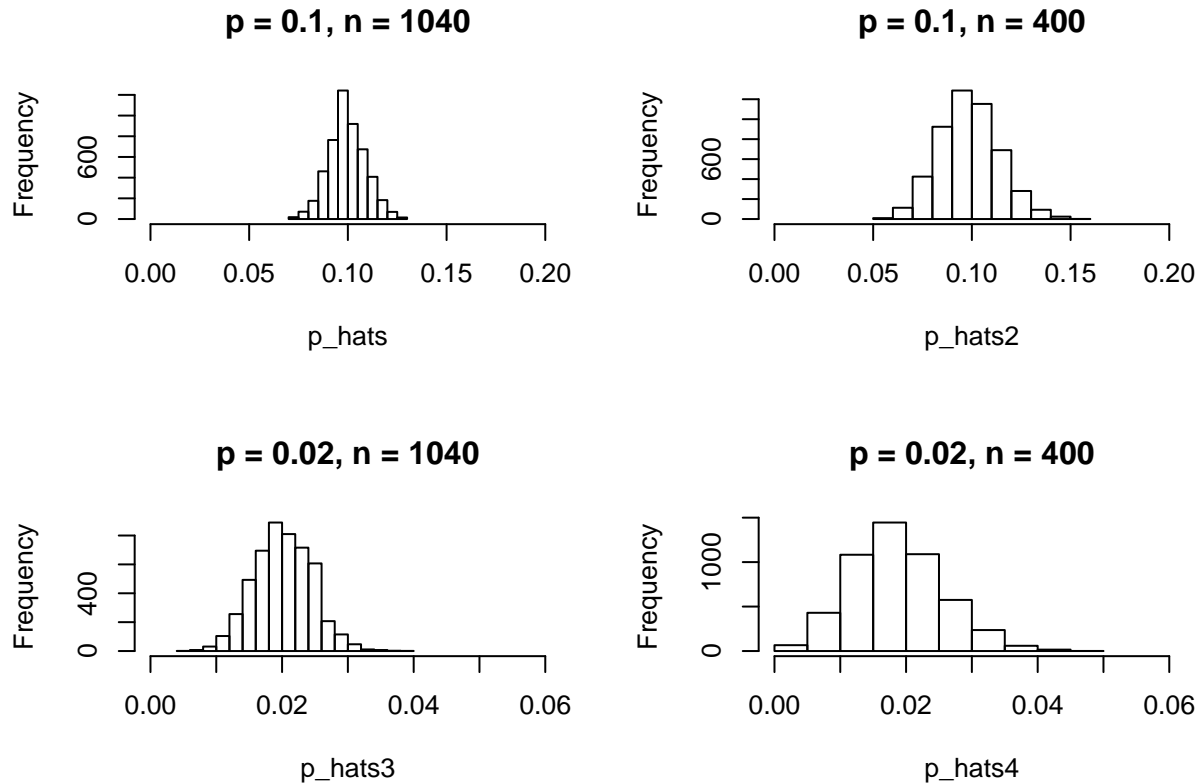 p = 0.1, n = 1040
Frequency
0 600
0.00 0.05 0.10 0.15 0.20
p_hats
p = 0.1, n = 400
Frequency
0 600
0.00 0.05 0.10 0.15 0.20
p_hats2
p = 0.02, n = 1040
Frequency
0 400
0.00 0.02 0.04 0.06
p_hats3
p = 0.02, n = 400
Frequency
0 1000
0.00 0.02 0.04 0.06
p_hats4